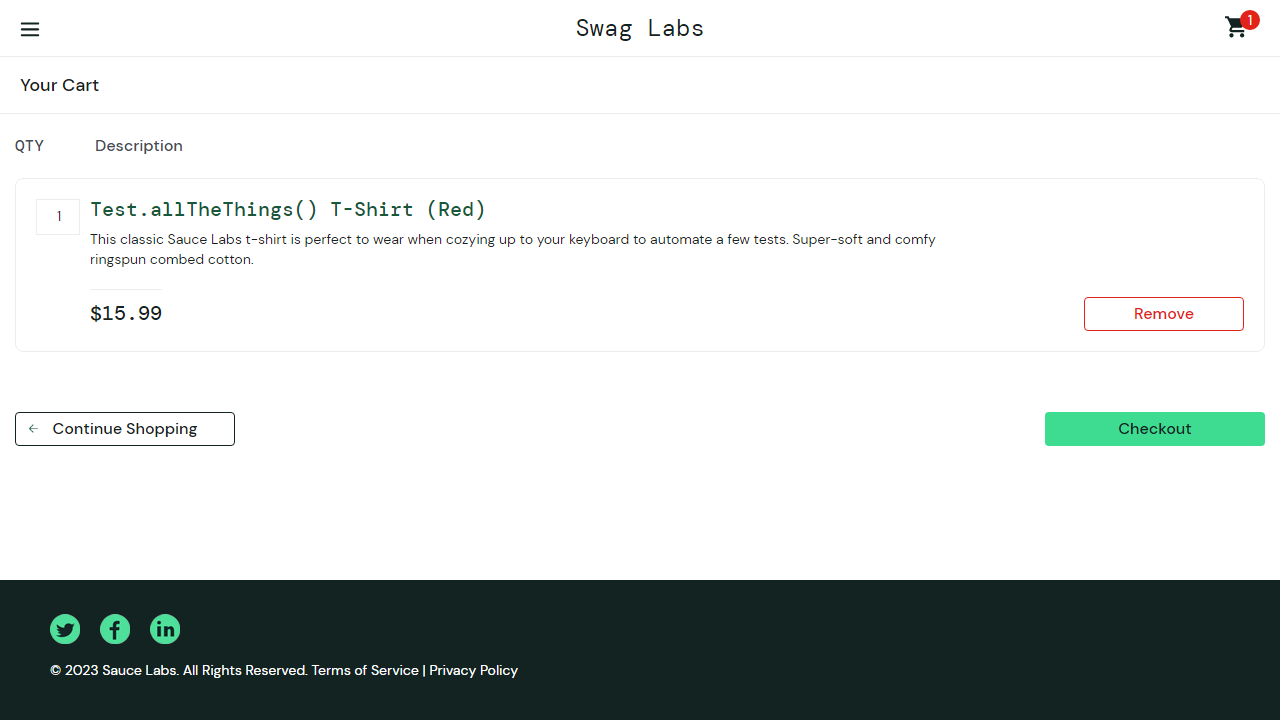 Swag Labs
1
Your Cart
QTY
Description
1
Test.allTheThings() T-Shirt (Red)
This classic Sauce Labs t-shirt is perfect to wear when cozying up to your keyboard to automate a few tests. Super-soft and comfy
ringspun combed cotton.
$15.99
Remove
Continue Shopping
Checkout
© 2023 Sauce Labs. All Rights Reserved. Terms of Service | Privacy Policy